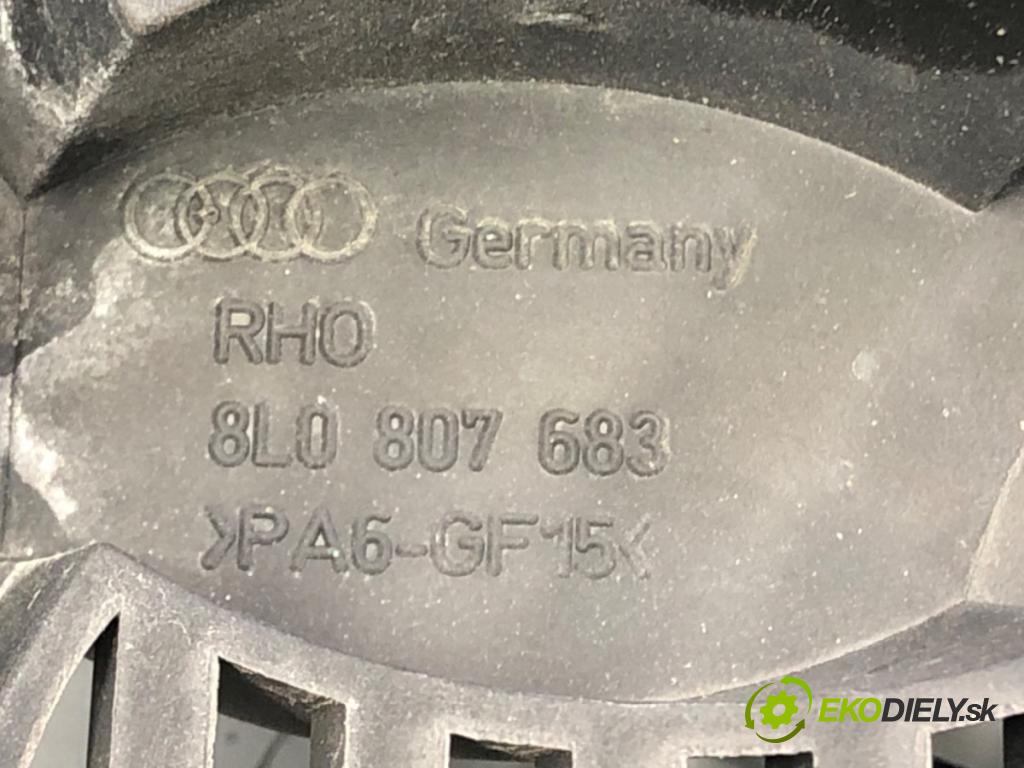 Germany
RHO
8L0 807 683
>PA6-GF15<
EKODIELY.sk